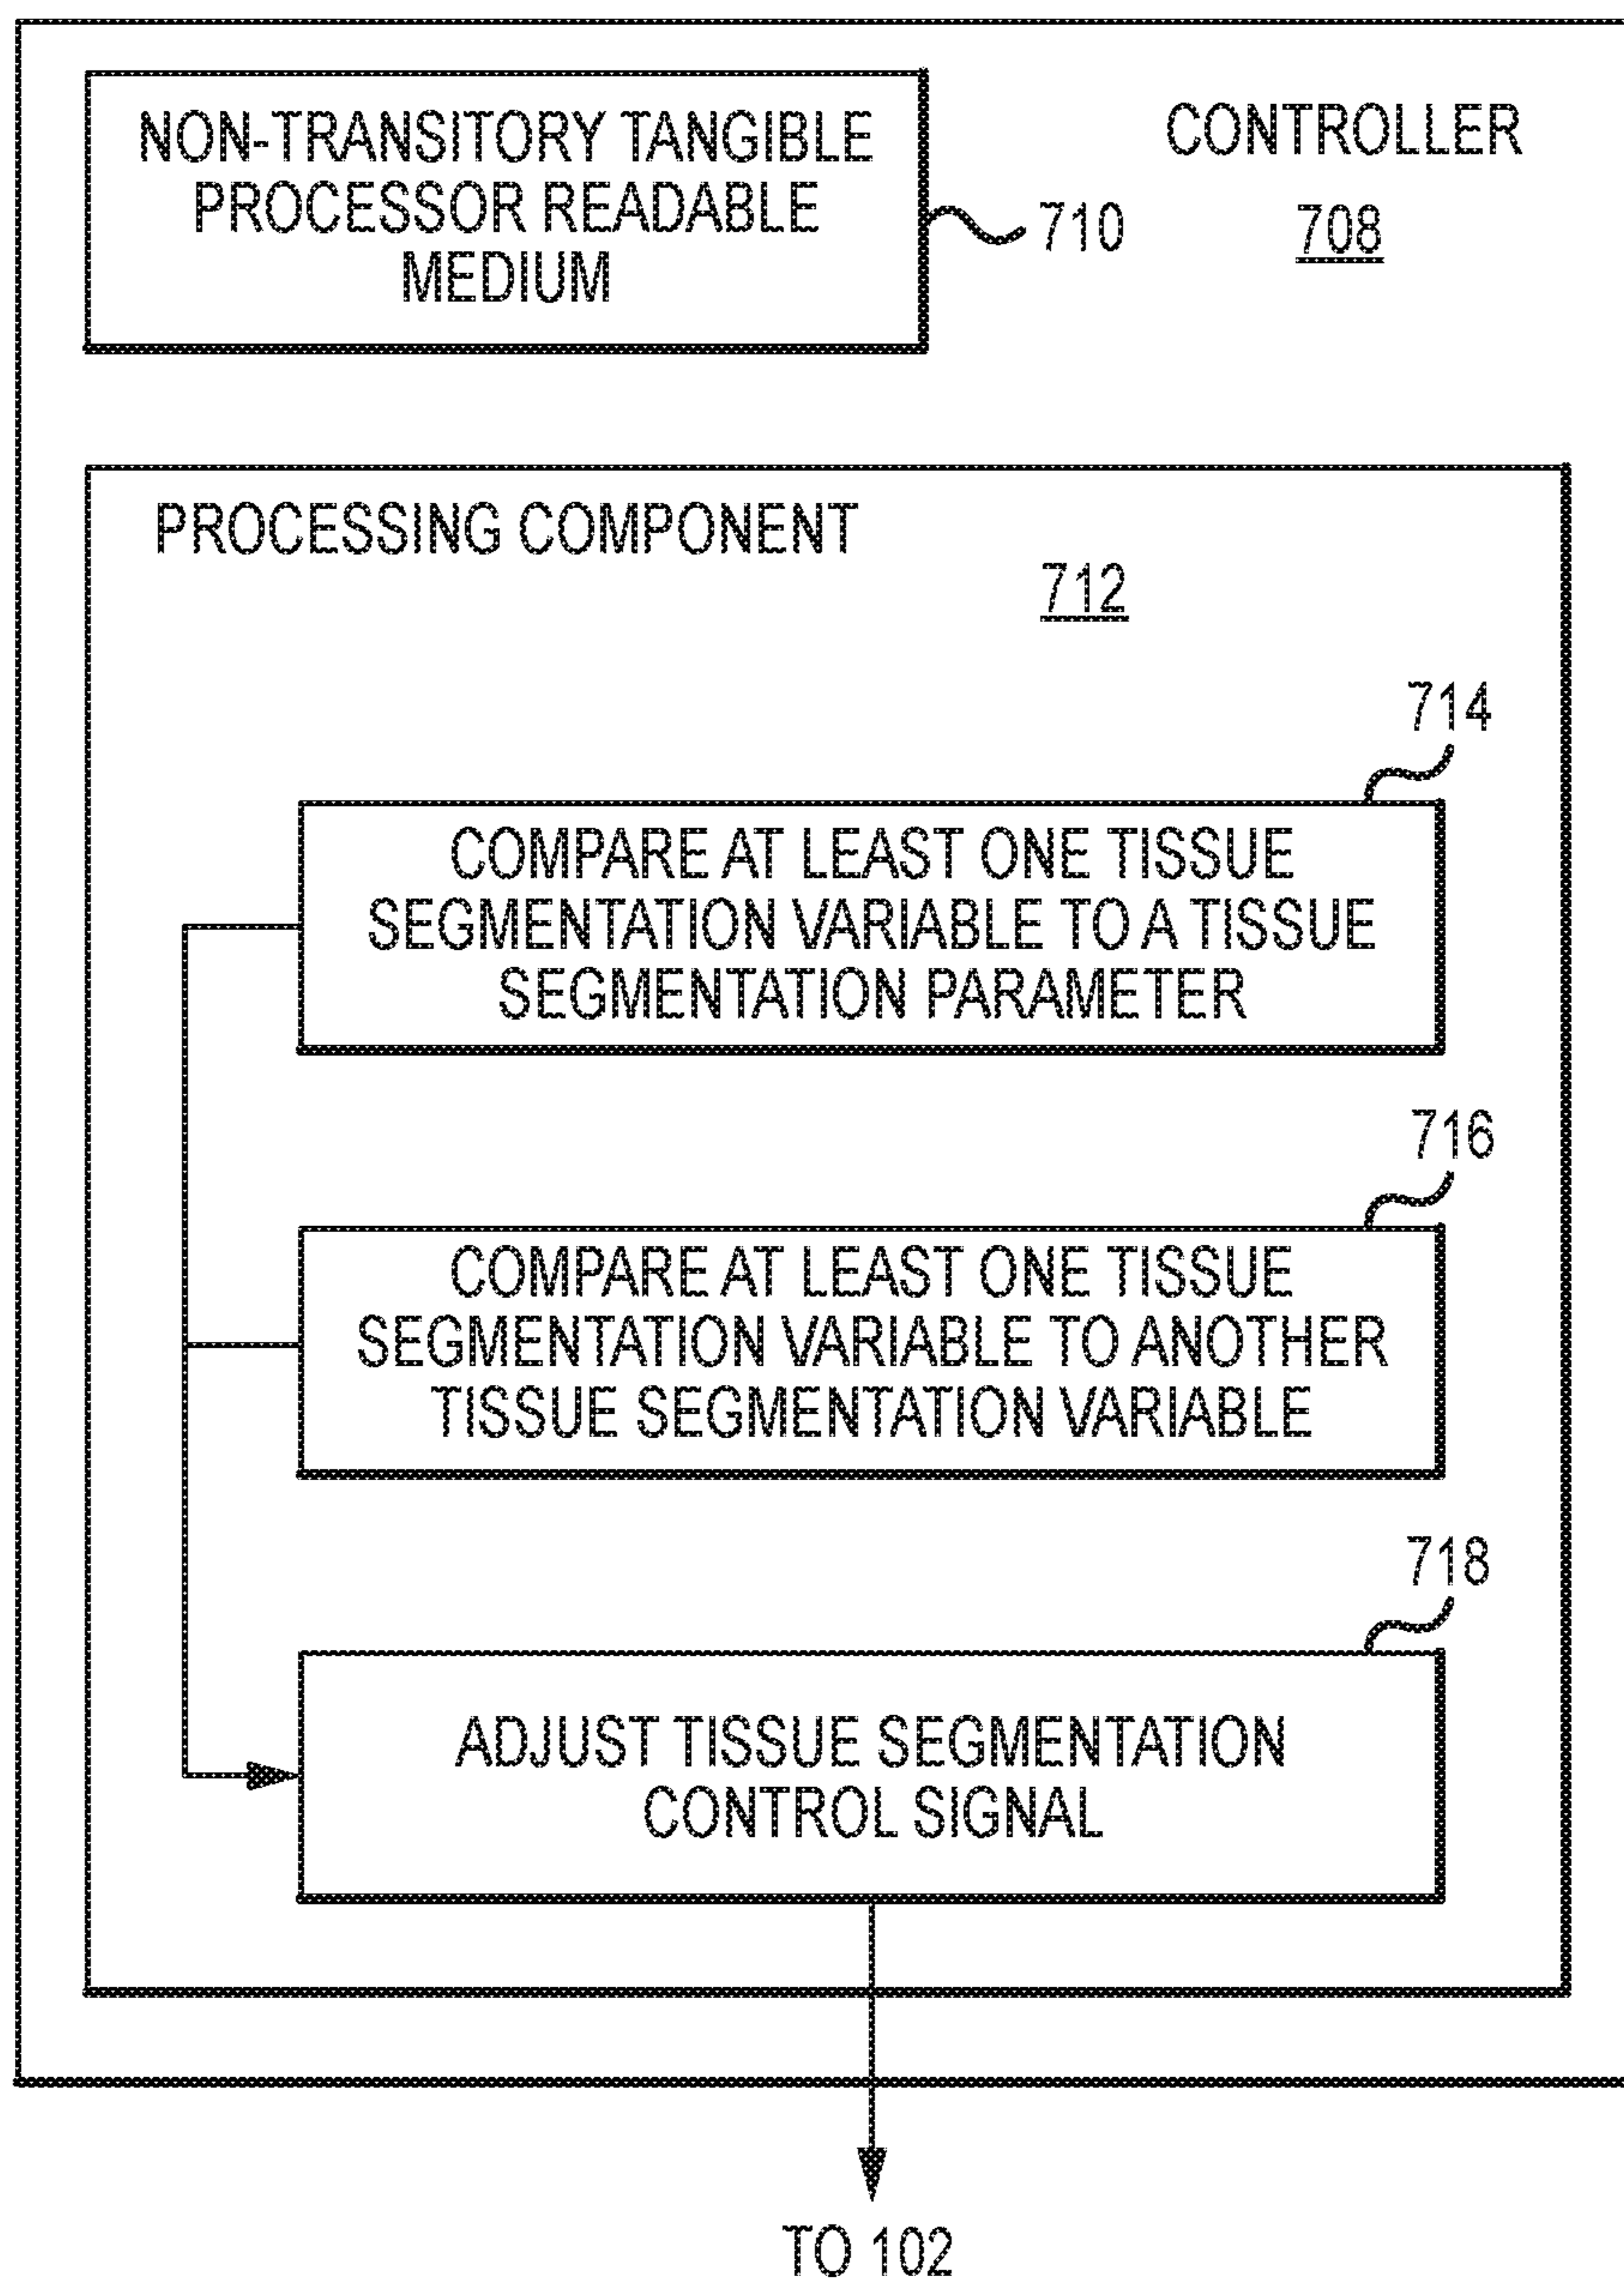 NON-TRANSITORY TANGIBLE
PROCESSOR READABLE
MEDIUM
710
CONTROLLER
708
PROCESSING COMPONENT
712
714
COMPARE AT LEAST ONE TISSUE
SEGMENTATION VARIABLE TO A TISSUE
SEGMENTATION PARAMETER
716
COMPARE AT LEAST ONE TISSUE
SEGMENTATION VARIABLE TO ANOTHER
TISSUE SEGMENTATION VARIABLE
718
ADJUST TISSUE SEGMENTATION
CONTROL SIGNAL
TO 102